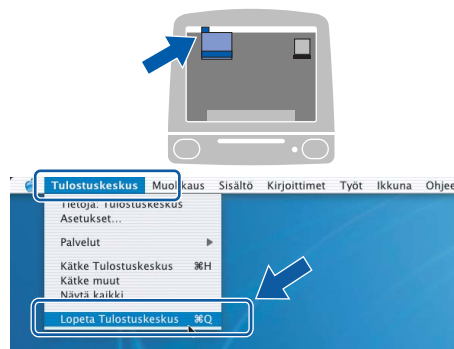 Tulostuskeskus Muokkaus Sisältö Kirjoittimet Työt Ikkuna Ohjee
Tietoja: Tulostuskeskus
Asetukset...
Palvelut
Kätke Tulostuskeskus ⌘H
Kätke muut
Näytä kaikki
Lopeta Tulostuskeskus ⌘Q